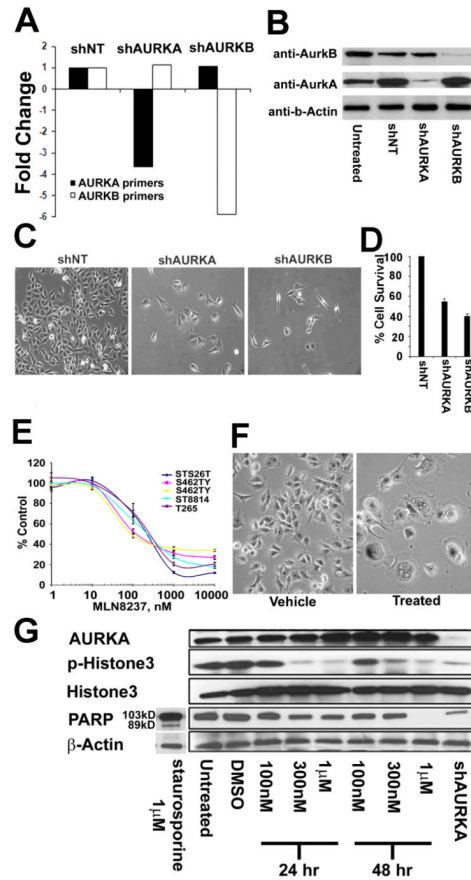 A
shNT shAURKA shAURKB
Fold Change
1
2
1
0
-1
-2
-3
-4
-5
-6
AURKA primers
AURKB primers
B
anti-AurkB
anti-AurkA
anti-b-Actin
Untreated
shNT
shAURKA
shAURKB
C
shNT shAURKA shAURKB
D
% Cell Survival
100
80
60
40
20
0
shNT
shAURKA
shAURKB
E
% Control
120
100
80
60
40
20
0
1 10 100 1000 10000
MLN8237, nM
STS26T
S462TY
S462TY
ST8814
T265
F
Vehicle Treated
G
AURKA
p-Histone3
Histone3
PARP 103kD
89kD
β-Actin
staurosporine
1µM
Untreated
DMSO
100nM
300nM
1µM
100nM
300nM
1µM
shAURKA
24 hr 48 hr